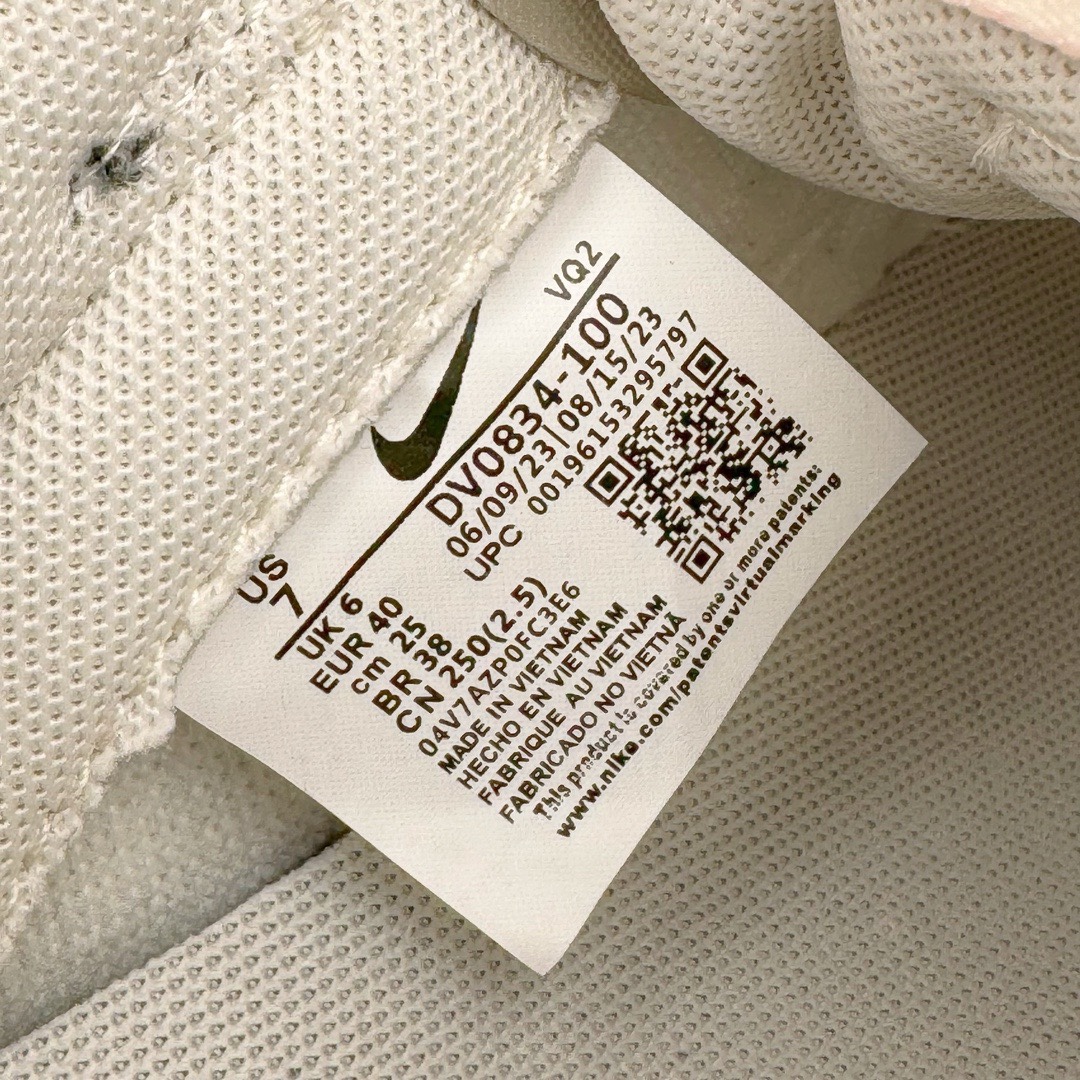 VQ2
US
7
DV0834-100
06/09/23|08/15/23
UPC 00196153295797
UK 6
EUR 40
cm 25
BR 38
CN 250(2.5)
04V7AZP0FC3E6
MADE IN VIETNAM
HECHO EN VIETNAM
FABRIQUE AU VIETNAM
FABRICADO NO VIETNÃ
This product is covered by one or more patents:
www.nike.com/patentsvirtualmarking